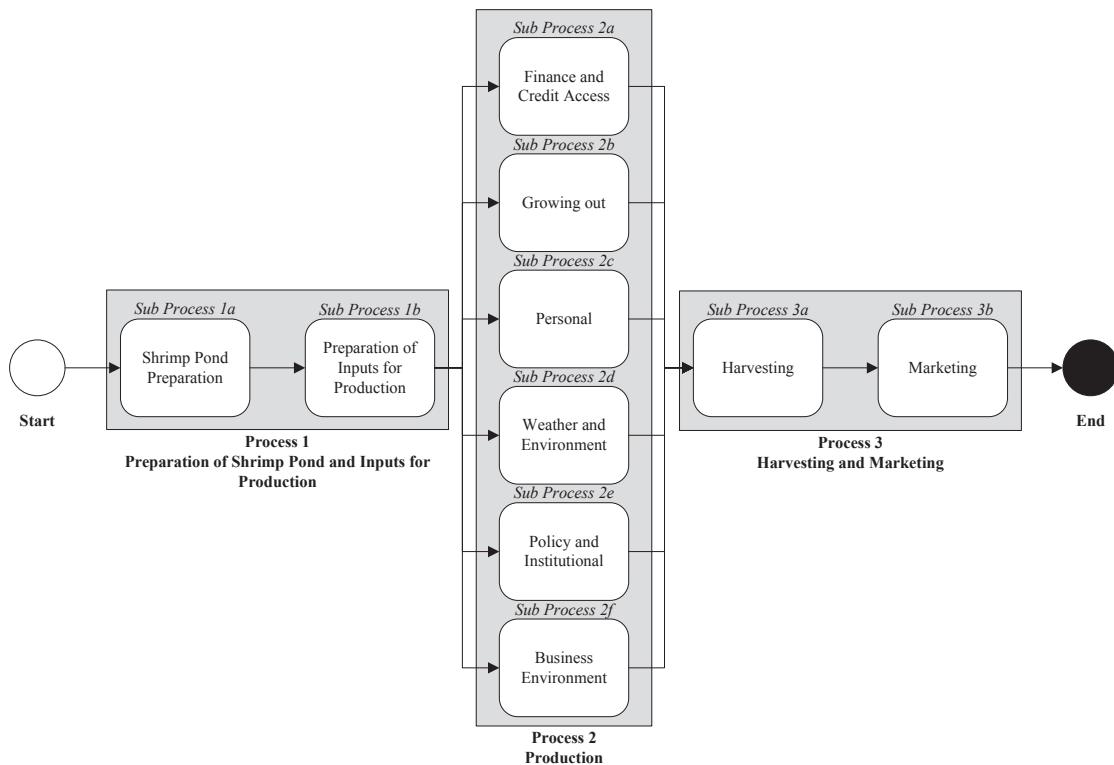 Start
Sub Process 1a
Shrimp Pond
Preparation
Sub Process 1b
Preparation of
Inputs for
Production
Process 1
Preparation of Shrimp Pond and Inputs for
Production
Sub Process 2a
Finance and
Credit Access
Sub Process 2b
Growing out
Sub Process 2c
Personal
Sub Process 2d
Weather and
Environment
Sub Process 2e
Policy and
Institutional
Sub Process 2f
Business
Environment
Process 2
Production
Sub Process 3a
Harvesting
Sub Process 3b
Marketing
Process 3
Harvesting and Marketing
End